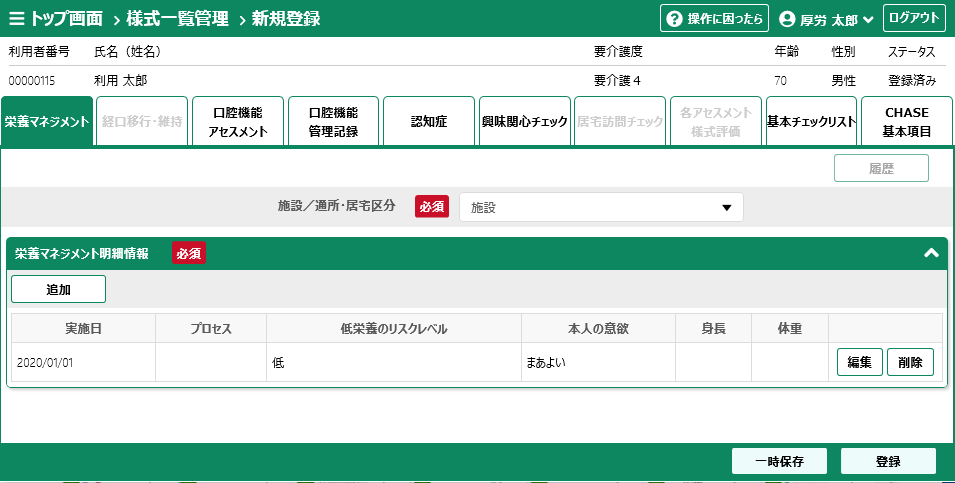 トップ画面 › 様式一覧管理 › 新規登録
? 操作に困ったら 厚労 太郎 ログアウト
利用者番号 氏名（姓名） 要介護度 年齢 性別 ステータス
00000115 利用 太郎 要介護４ 70 男性 登録済み
栄養マネジメント 経口移行・維持 口腔機能 アセスメント 口腔機能 管理記録 認知症 興味関心チェック 居宅訪問チェック 各アセスメント 様式評価 基本チェックリスト CHASE 基本項目
履歴
施設／通所・居宅区分 必須 施設
栄養マネジメント明細情報 必須
追加
実施日 プロセス 低栄養のリスクレベル 本人の意欲 身長 体重
2020/01/01 低 まあよい 編集 削除
一時保存 登録